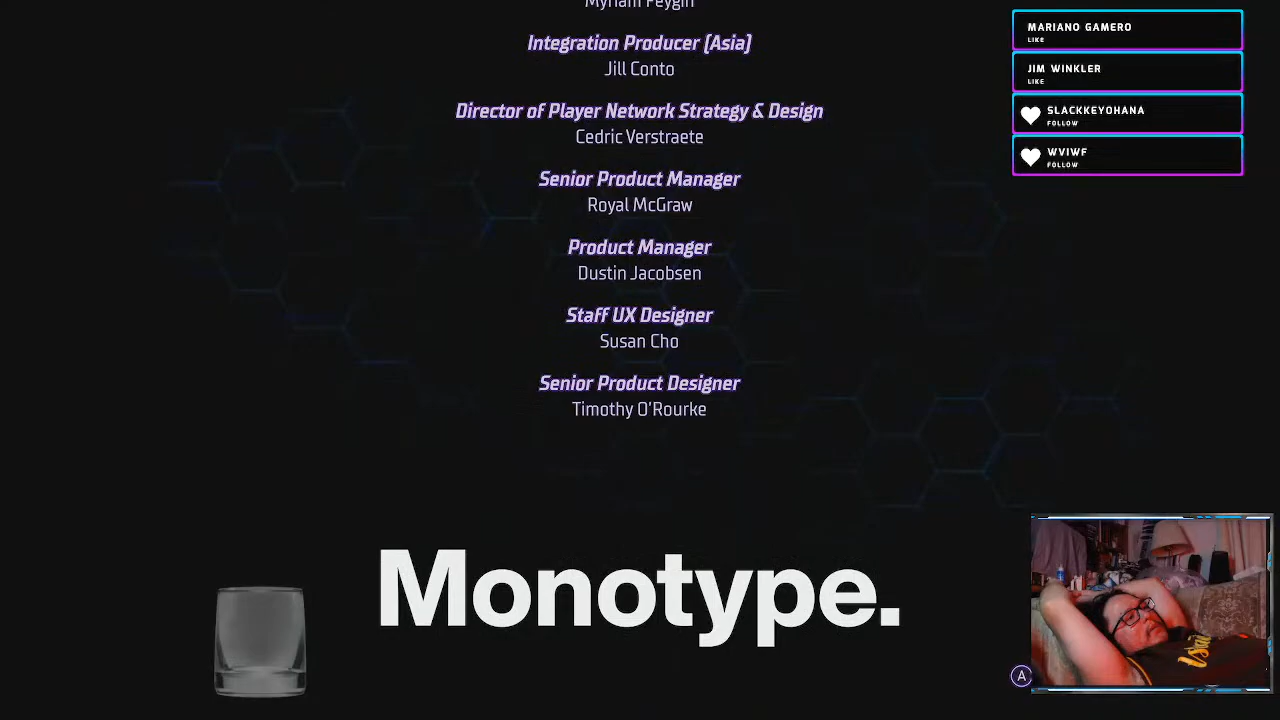 Myriam Feygin
Integration Producer [Asia]
Jill Conto
Director of Player Network Strategy & Design
Cedric Verstraete
Senior Product Manager
Royal McGraw
Product Manager
Dustin Jacobsen
Staff UX Designer
Susan Cho
Senior Product Designer
Timothy O'Rourke
Monotype.
MARIANO GAMERO
LIKE
JIM WINKLER
LIKE
SLACKKEYOHANA
FOLLOW
WVIWF
FOLLOW
A